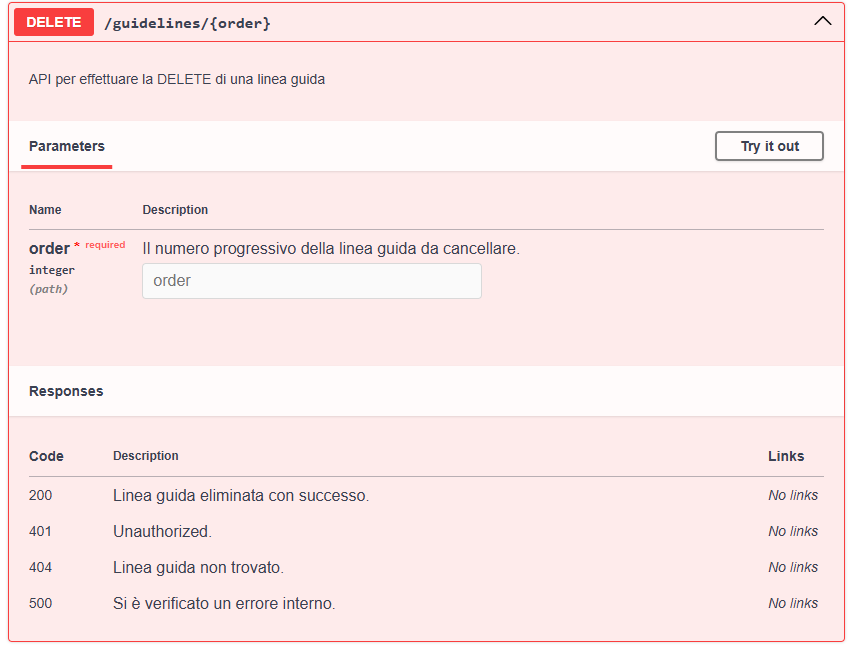 DELETE /guidelines/{order}
API per effettuare la DELETE di una linea guida
Parameters Try it out
Name Description
order * required Il numero progressivo della linea guida da cancellare.
integer
(path) order
Responses
Code Description Links
200 Linea guida eliminata con successo. No links
401 Unauthorized. No links
404 Linea guida non trovato. No links
500 Si è verificato un errore interno. No links